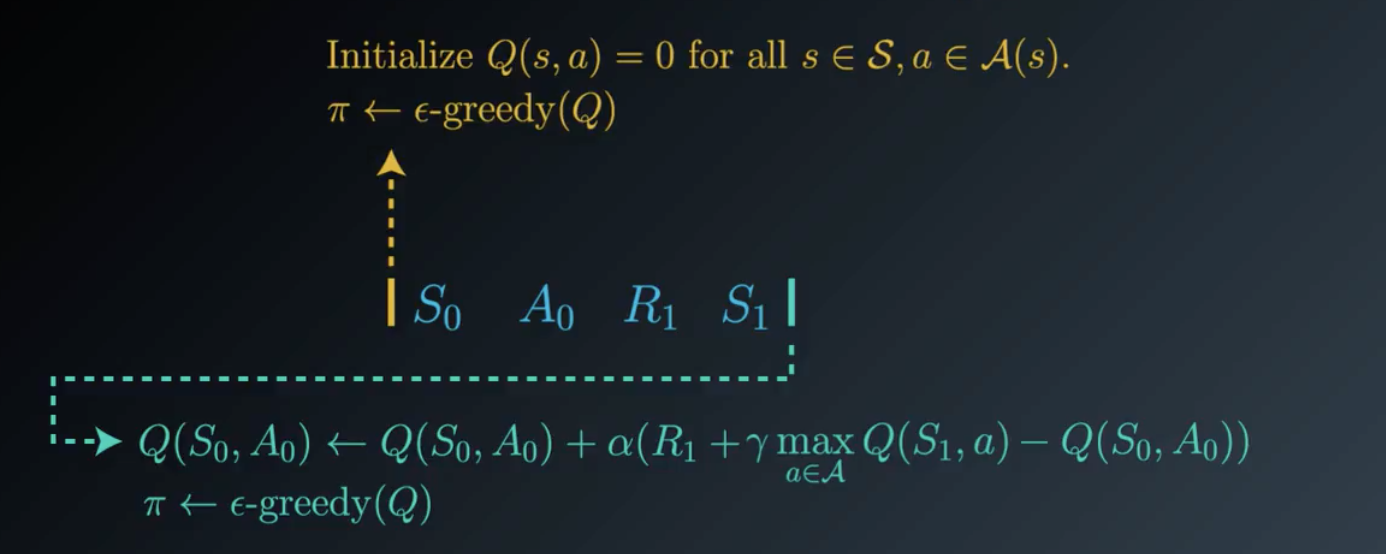 Initialize Q(s, a) = 0 for all s ∈ 𝒮, a ∈ 𝒜(s).
π ← ϵ-greedy(Q)
S₀ A₀ R₁ S₁
Q(S₀, A₀) ← Q(S₀, A₀) + α(R₁ + γ max_{a∈𝒜} Q(S₁, a) − Q(S₀, A₀))
π ← ϵ-greedy(Q)